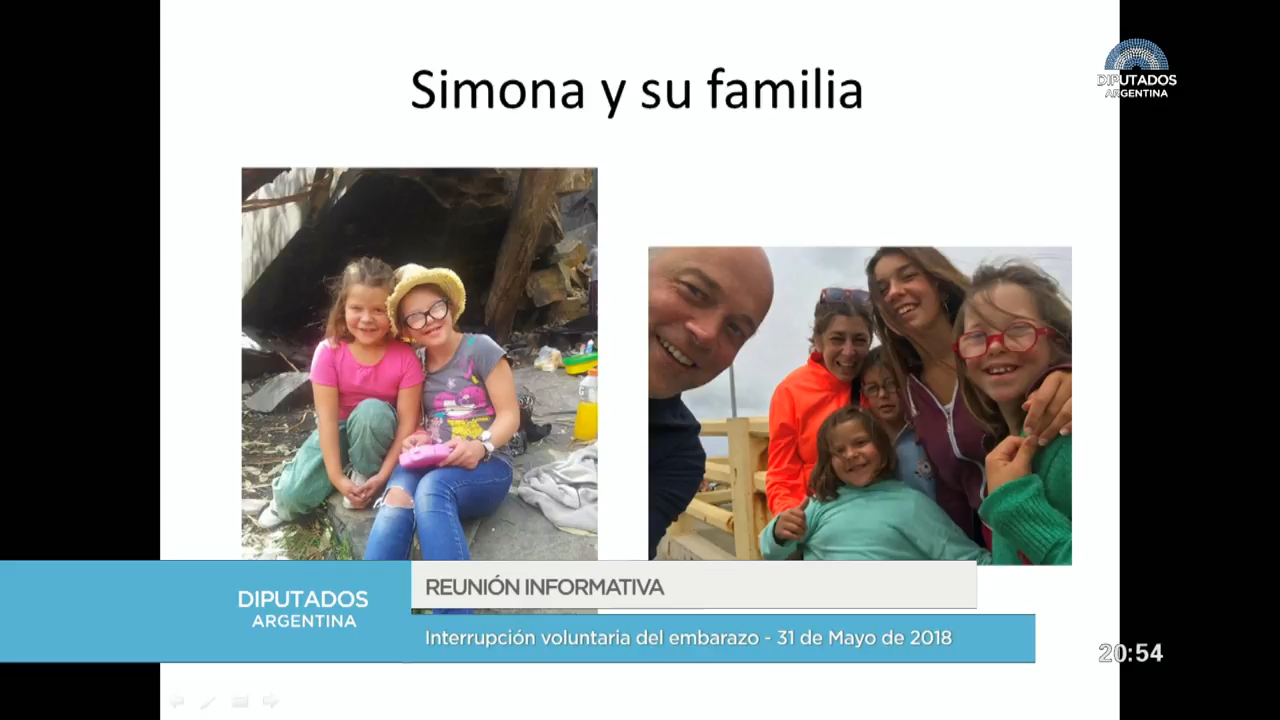 Simona y su familia
DIPUTADOS
ARGENTINA
DIPUTADOS
ARGENTINA
REUNIÓN INFORMATIVA
Interrupción voluntaria del embarazo - 31 de Mayo de 2018
20:54